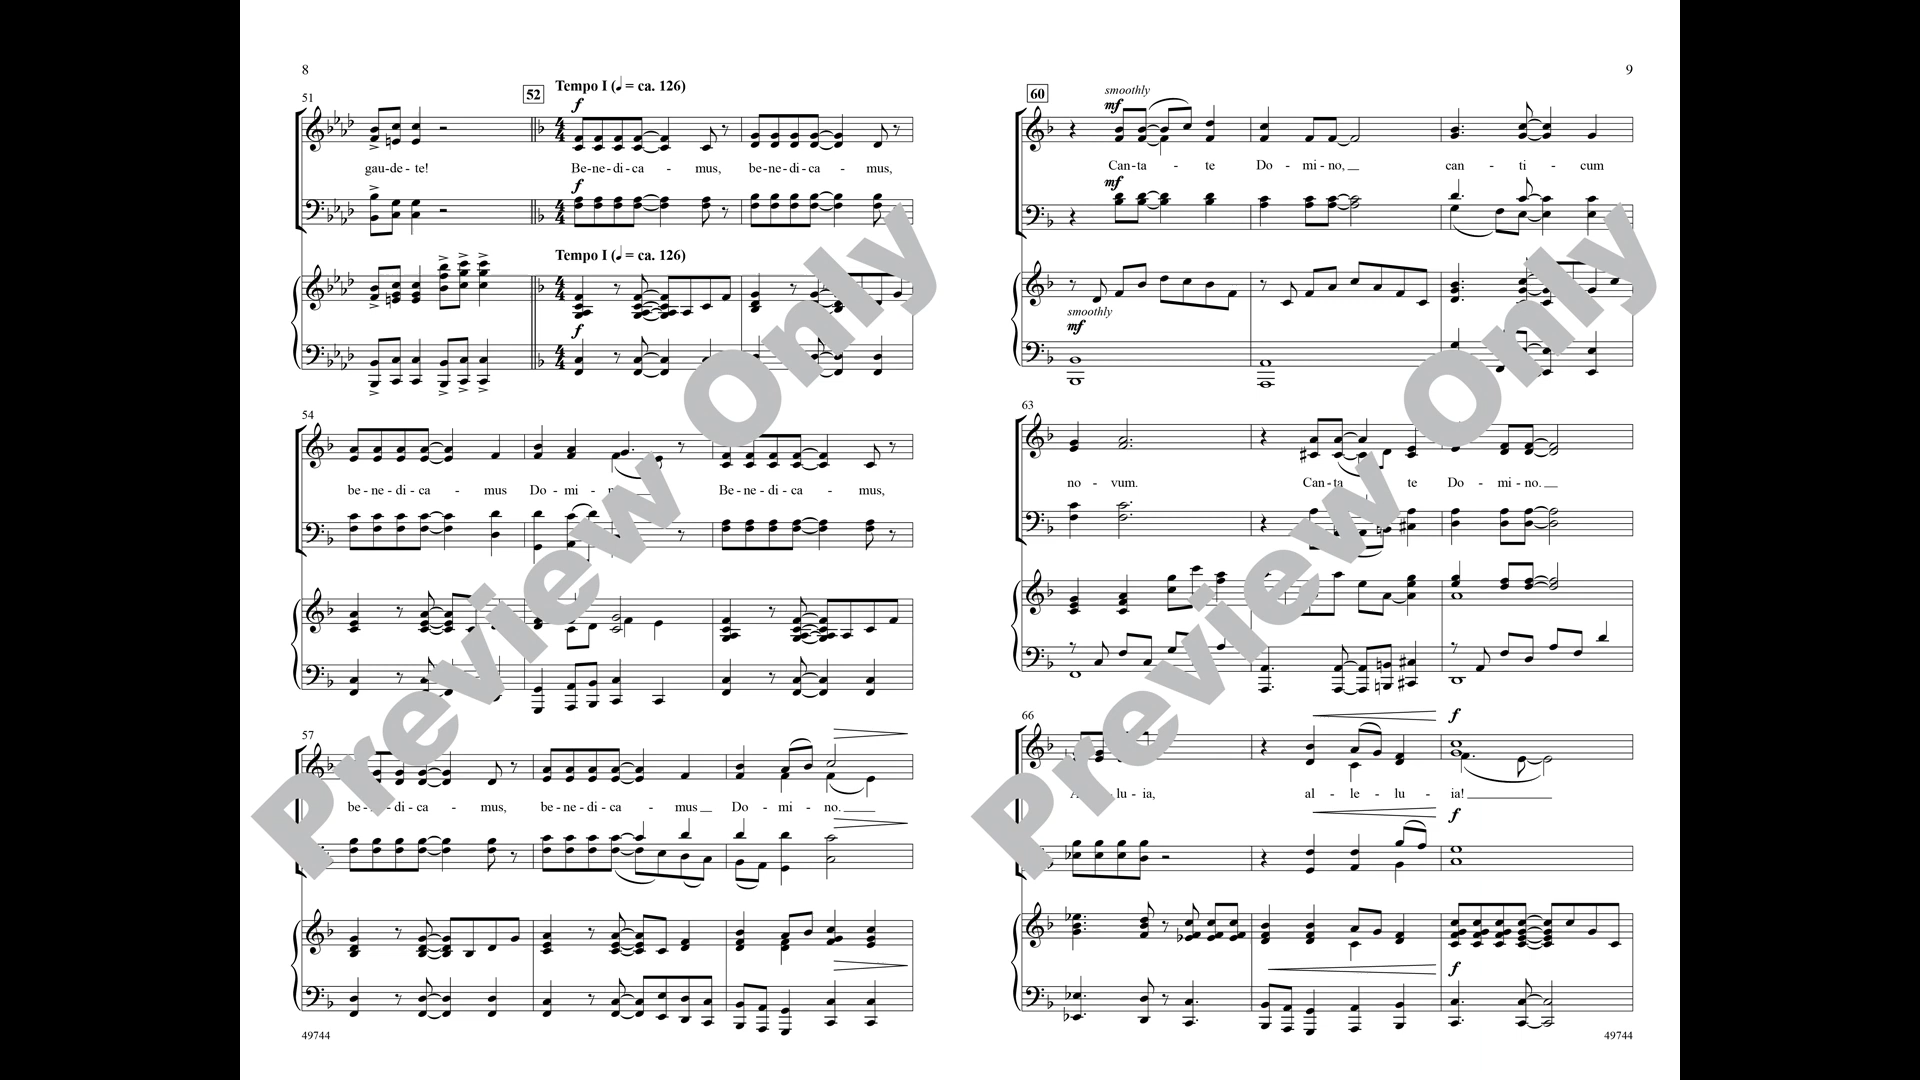 8
51
52
Tempo I (♩ = ca. 126)
f
gau-de - te! Be-ne-di-ca - mus, be-ne-di-ca - mus,
f
Tempo I (♩ = ca. 126)
f
54
be-ne - di - ca - mus Do-mi - Be-ne - di - ca - mus,
57
be- di - ca - mus, be-ne-di - ca - mus Do - mi - no.
49744
9
60
smoothly
mf
Can-ta - te Do - mi-no, can - ti - cum
mf
smoothly
mf
63
no - vum. Can-ta te Do - mi - no.
66
f
lu - ia, al - le - lu - ia!
f
f
49744
Preview Only
Preview Only